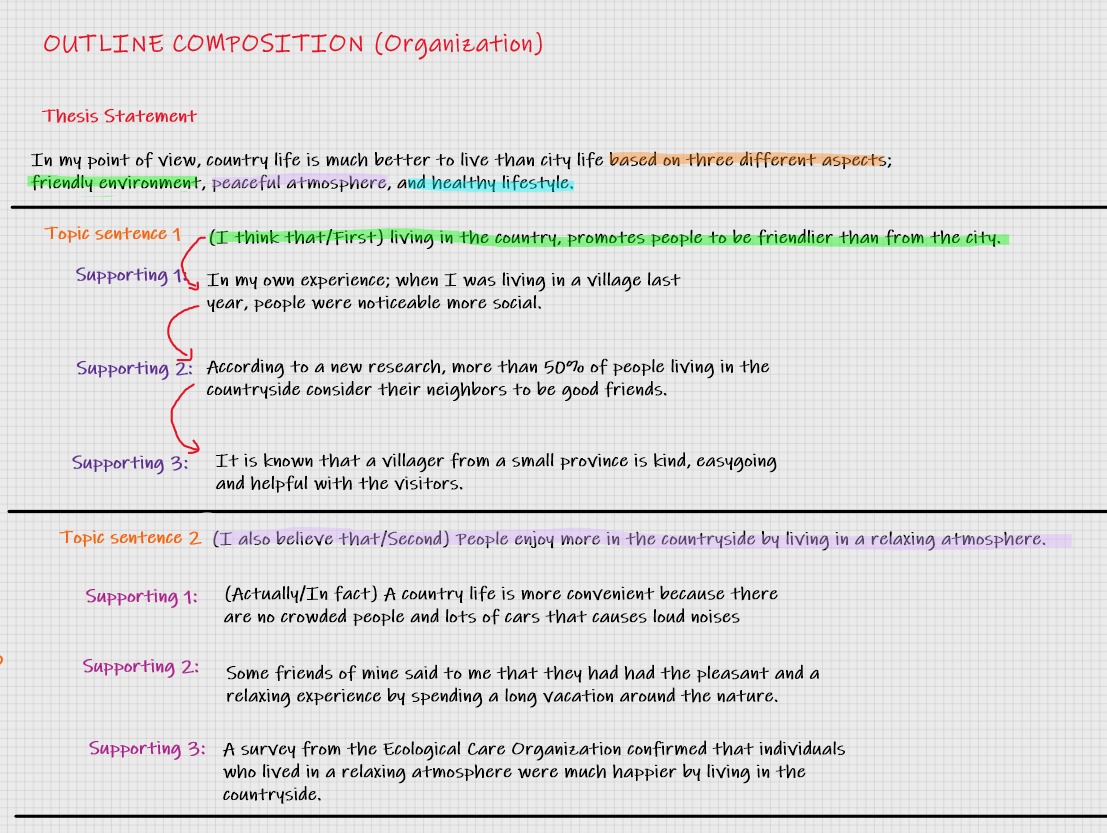 OUTLINE COMPOSITION (Organization)
Thesis Statement
In my point of view, country life is much better to live than city life based on three different aspects;
friendly environment, peaceful atmosphere, and healthy lifestyle.
Topic sentence 1 (I think that/First) living in the country, promotes people to be friendlier than from the city.
Supporting 1: In my own experience; when I was living in a village last
year, people were noticeable more social.
Supporting 2: According to a new research, more than 50% of people living in the
countryside consider their neighbors to be good friends.
Supporting 3: It is known that a villager from a small province is kind, easygoing
and helpful with the visitors.
Topic sentence 2 (I also believe that/Second) People enjoy more in the countryside by living in a relaxing atmosphere.
Supporting 1: (Actually/In fact) A country life is more convenient because there
are no crowded people and lots of cars that causes loud noises
Supporting 2: Some friends of mine said to me that they had had the pleasant and a
relaxing experience by spending a long vacation around the nature.
Supporting 3: A survey from the Ecological Care Organization confirmed that individuals
who lived in a relaxing atmosphere were much happier by living in the
countryside.